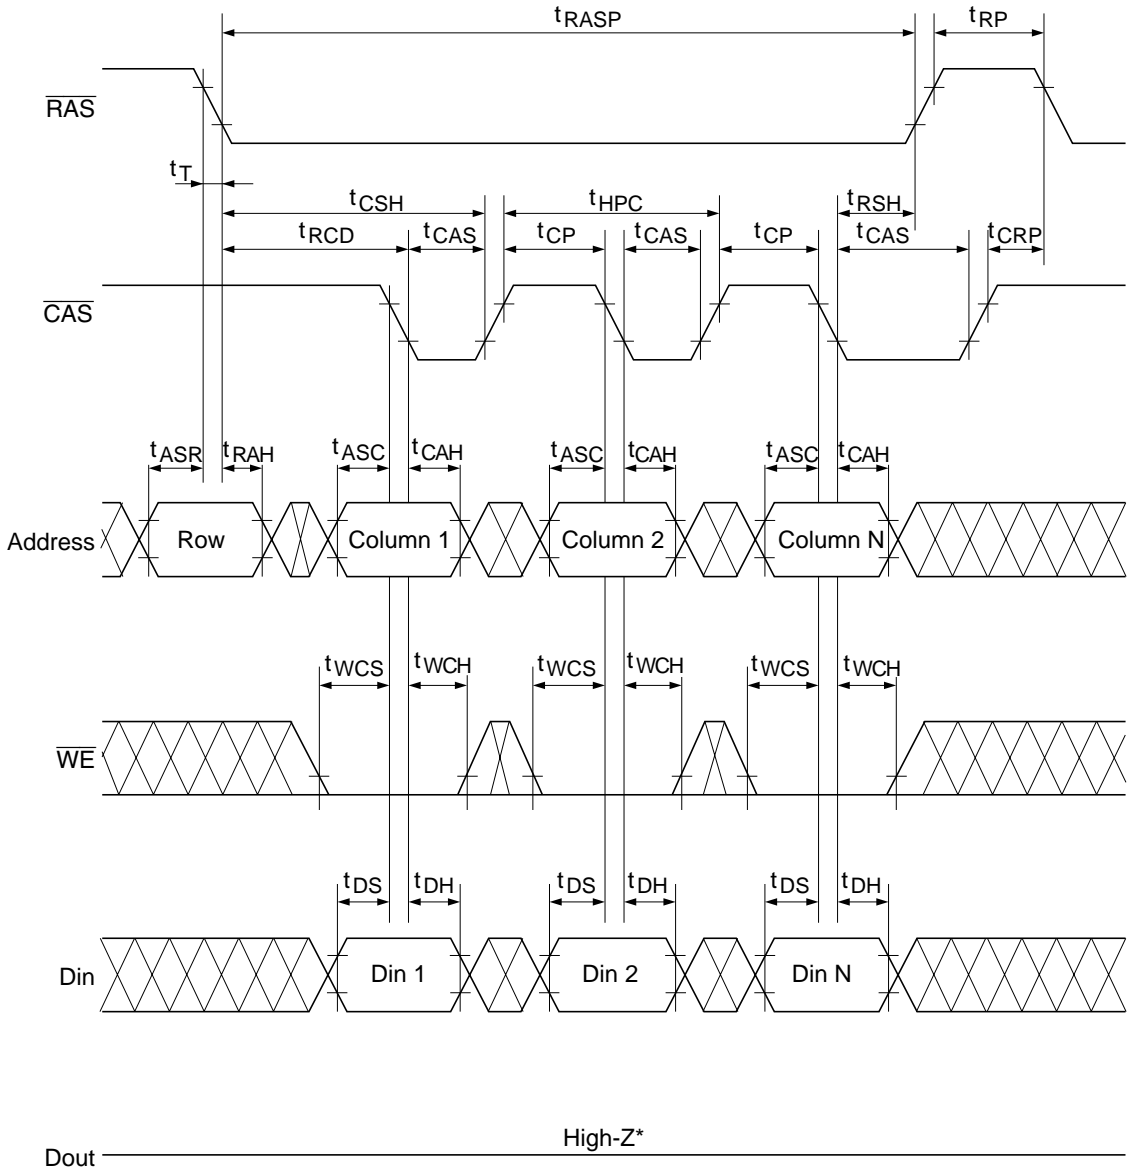 tRASP tRP
RAS
tT
tCSH tHPC tRSH
tRCD tCAS tCP tCAS tCP tCAS tCRP
CAS
tASR tRAH tASC tCAH tASC tCAH tASC tCAH
Address Row Column 1 Column 2 Column N
tWCS tWCH tWCS tWCH tWCS tWCH
WE
tDS tDH tDS tDH tDS tDH
Din Din 1 Din 2 Din N
High-Z*
Dout